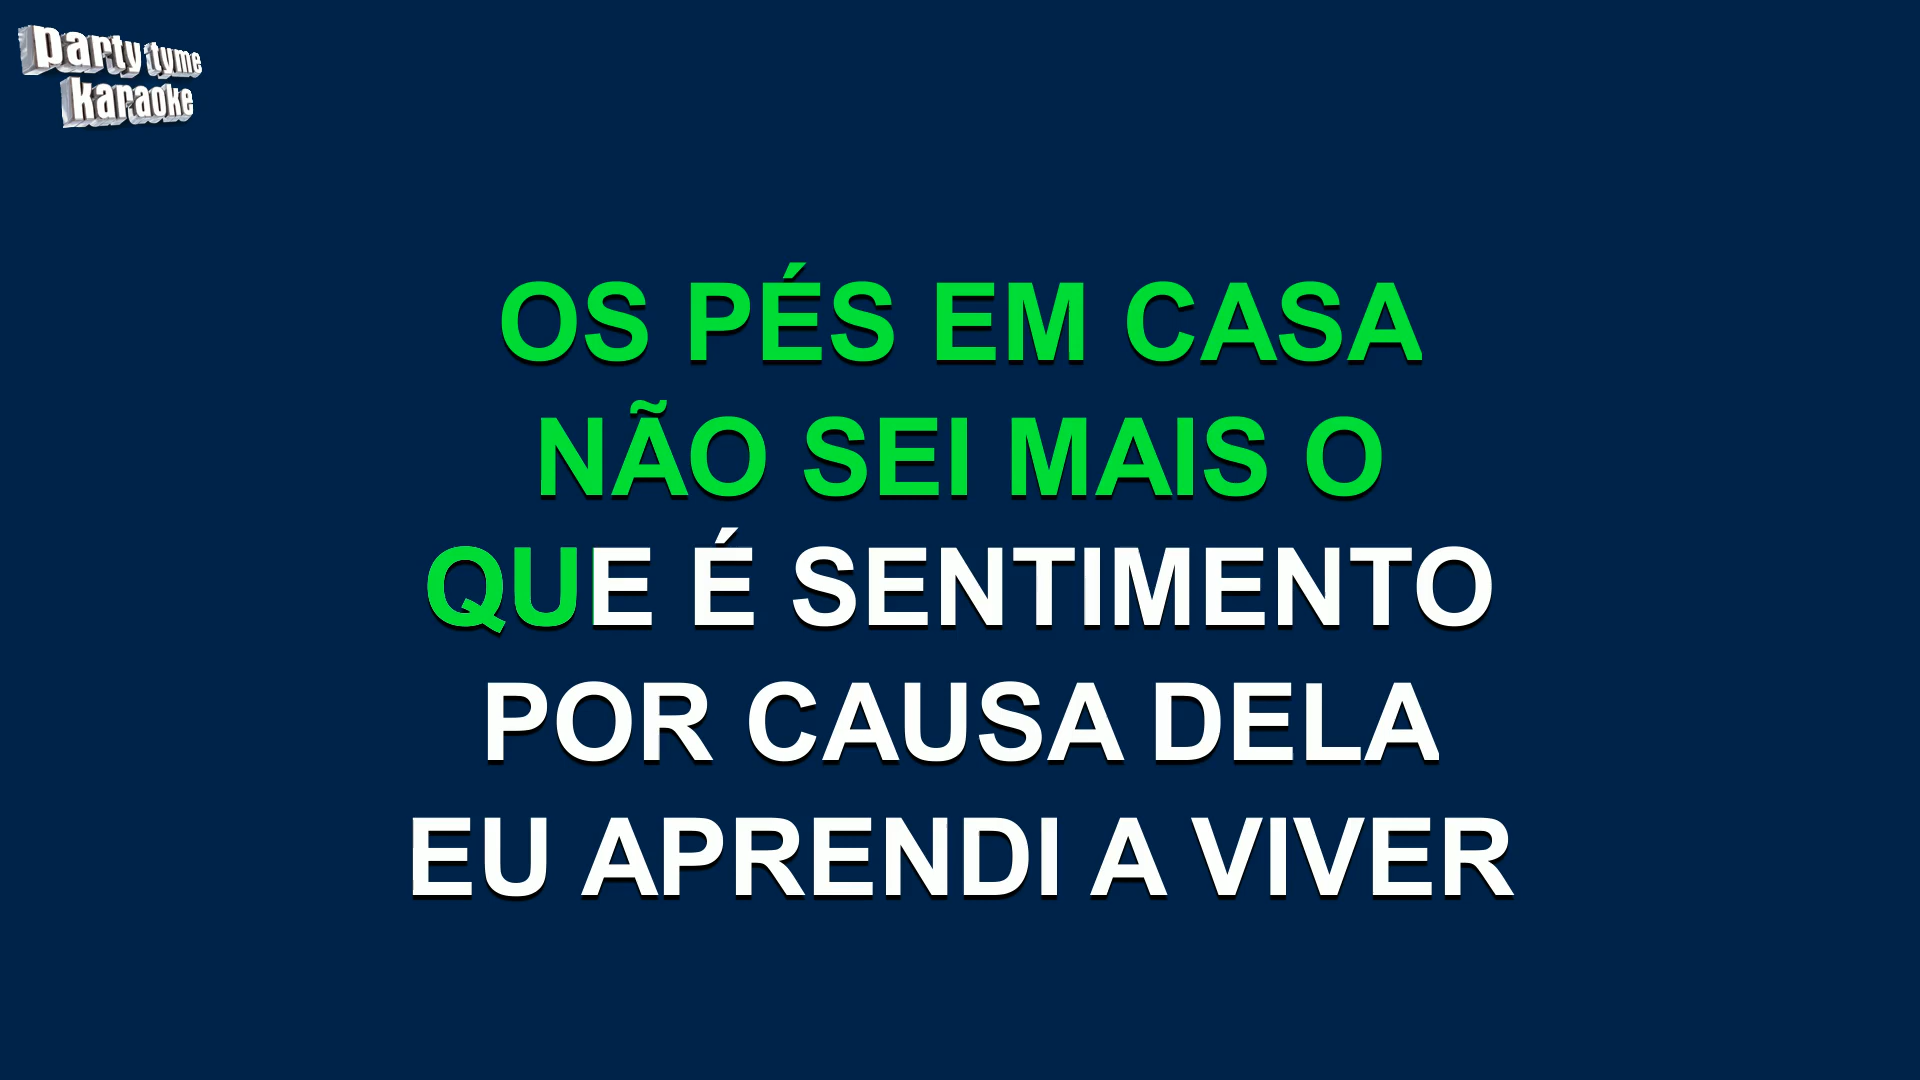 party tyme
karaoke
OS PÉS EM CASA
NÃO SEI MAIS O
QUE É SENTIMENTO
POR CAUSA DELA
EU APRENDI A VIVER